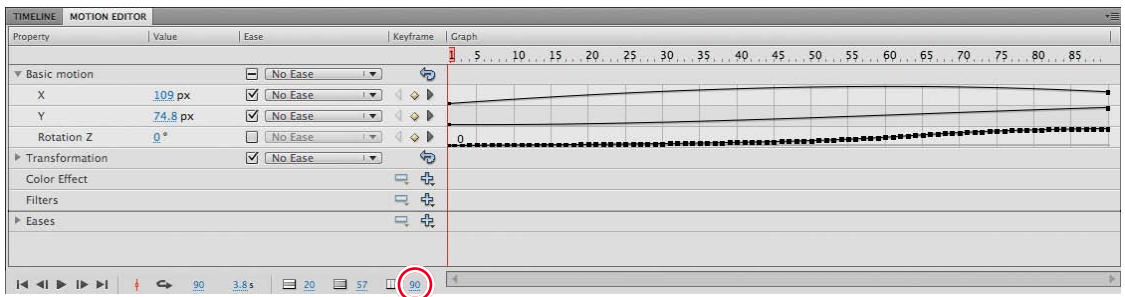 TIMELINE MOTION EDITOR
Property Value Ease Keyframe Graph
1 5 10 15 20 25 30 35 40 45 50 55 60 65 70 75 80 85
Basic motion No Ease
X 109 px No Ease
Y 74.8 px No Ease
Rotation Z 0° No Ease 0
Transformation No Ease
Color Effect
Filters
Eases
90 3.8 s 20 57 90